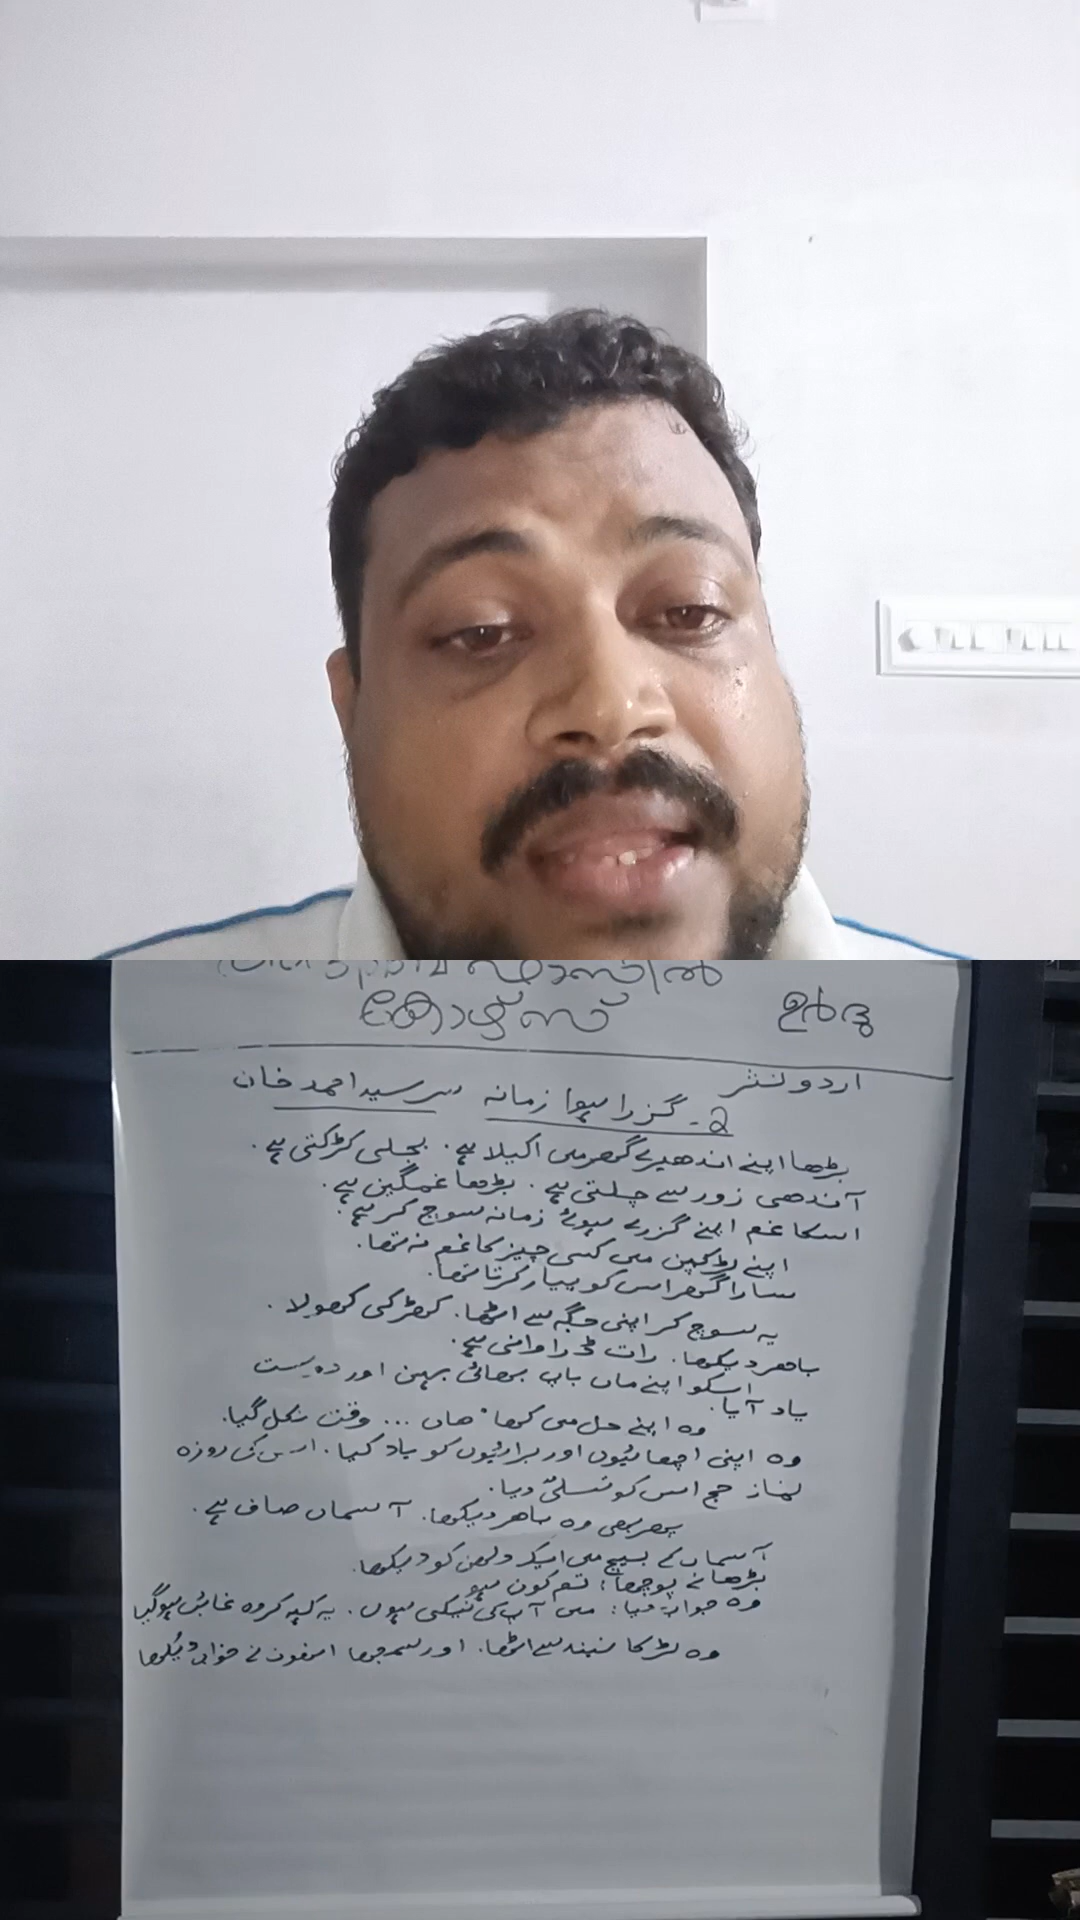 കോഴ്സ് ഉർദു
اردو نثر
2۔ گزرا ہوا زمانہ سر سید احمد خان
بڑھا اپنے اندھیرے گھر میں اکیلا ہے۔ بجلی کڑکتی ہے۔
آندھی زور سے چلتی ہے۔ بڑھا غمگین ہے۔
اسکا غم اپنے گزرے ہوئے زمانہ سوچ کر ہے۔
اپنے لڑکپن میں کسی چیز کا غم نہ تھا۔
سارا گھر اس کو پیار کرتا تھا۔
یہ سوچ کر اپنی جگہ سے اٹھا۔ کھڑکی کھولا۔
باھر دیکھا۔ رات ڈراوانی ہے۔
اسکو اپنے ماں باپ بھائی بہن اور دوست
یاد آیا۔
وہ اپنے دل میں کہا ھاں ... وقت نکل گیا۔
وہ اپنی اچھائیوں اور برائیوں کو یاد کیا۔ اس کی روزہ
نماز حج اس کو تسلی دیا۔
پھر بھی وہ باھر دیکھا۔ آسمان صاف ہے۔
آسمان کے بیچ میں ایک دلھن کو دیکھا۔
بڑھا نے پوچھا: تم کون ہو
وہ جواب دیا: میں آپ کی نیکی ہوں۔ یہ کہہ کر وہ غائب ہو گیا
وہ لڑکا نیند سے اٹھا۔ اور سمجھا انھوں نے خواب دیکھا